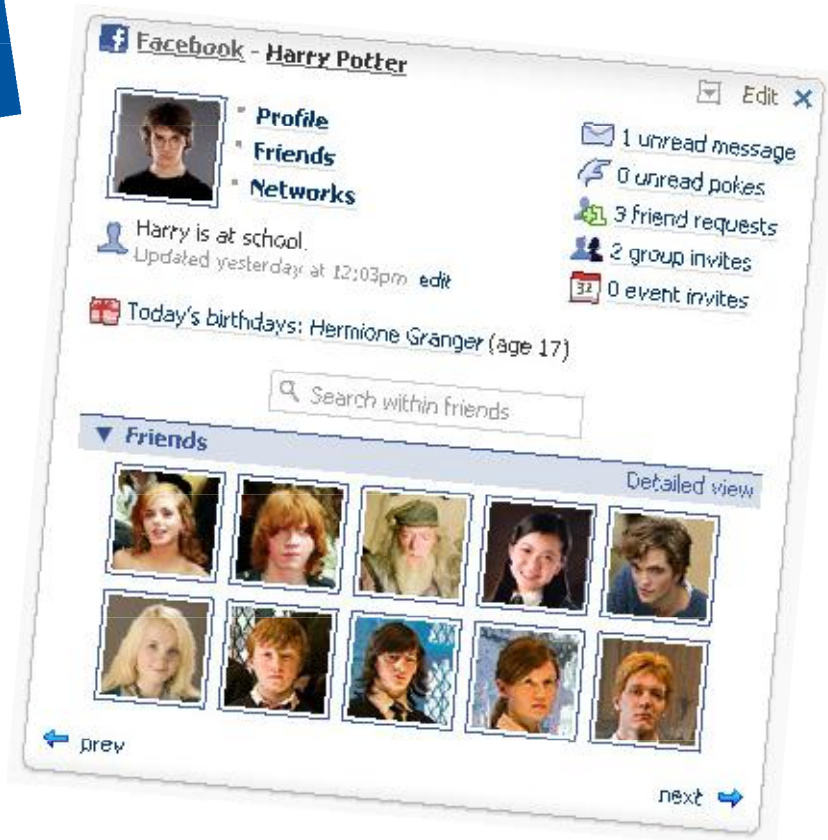 Facebook - Harry Potter
Edit
Profile
Friends
Networks
1 unread message
0 unread pokes
3 friend requests
2 group invites
0 event invites
Harry is at school.
Updated yesterday at 12:03pm edit
Today's birthdays: Hermione Granger (age 17)
Search within friends
Friends
Detailed view
prev
next